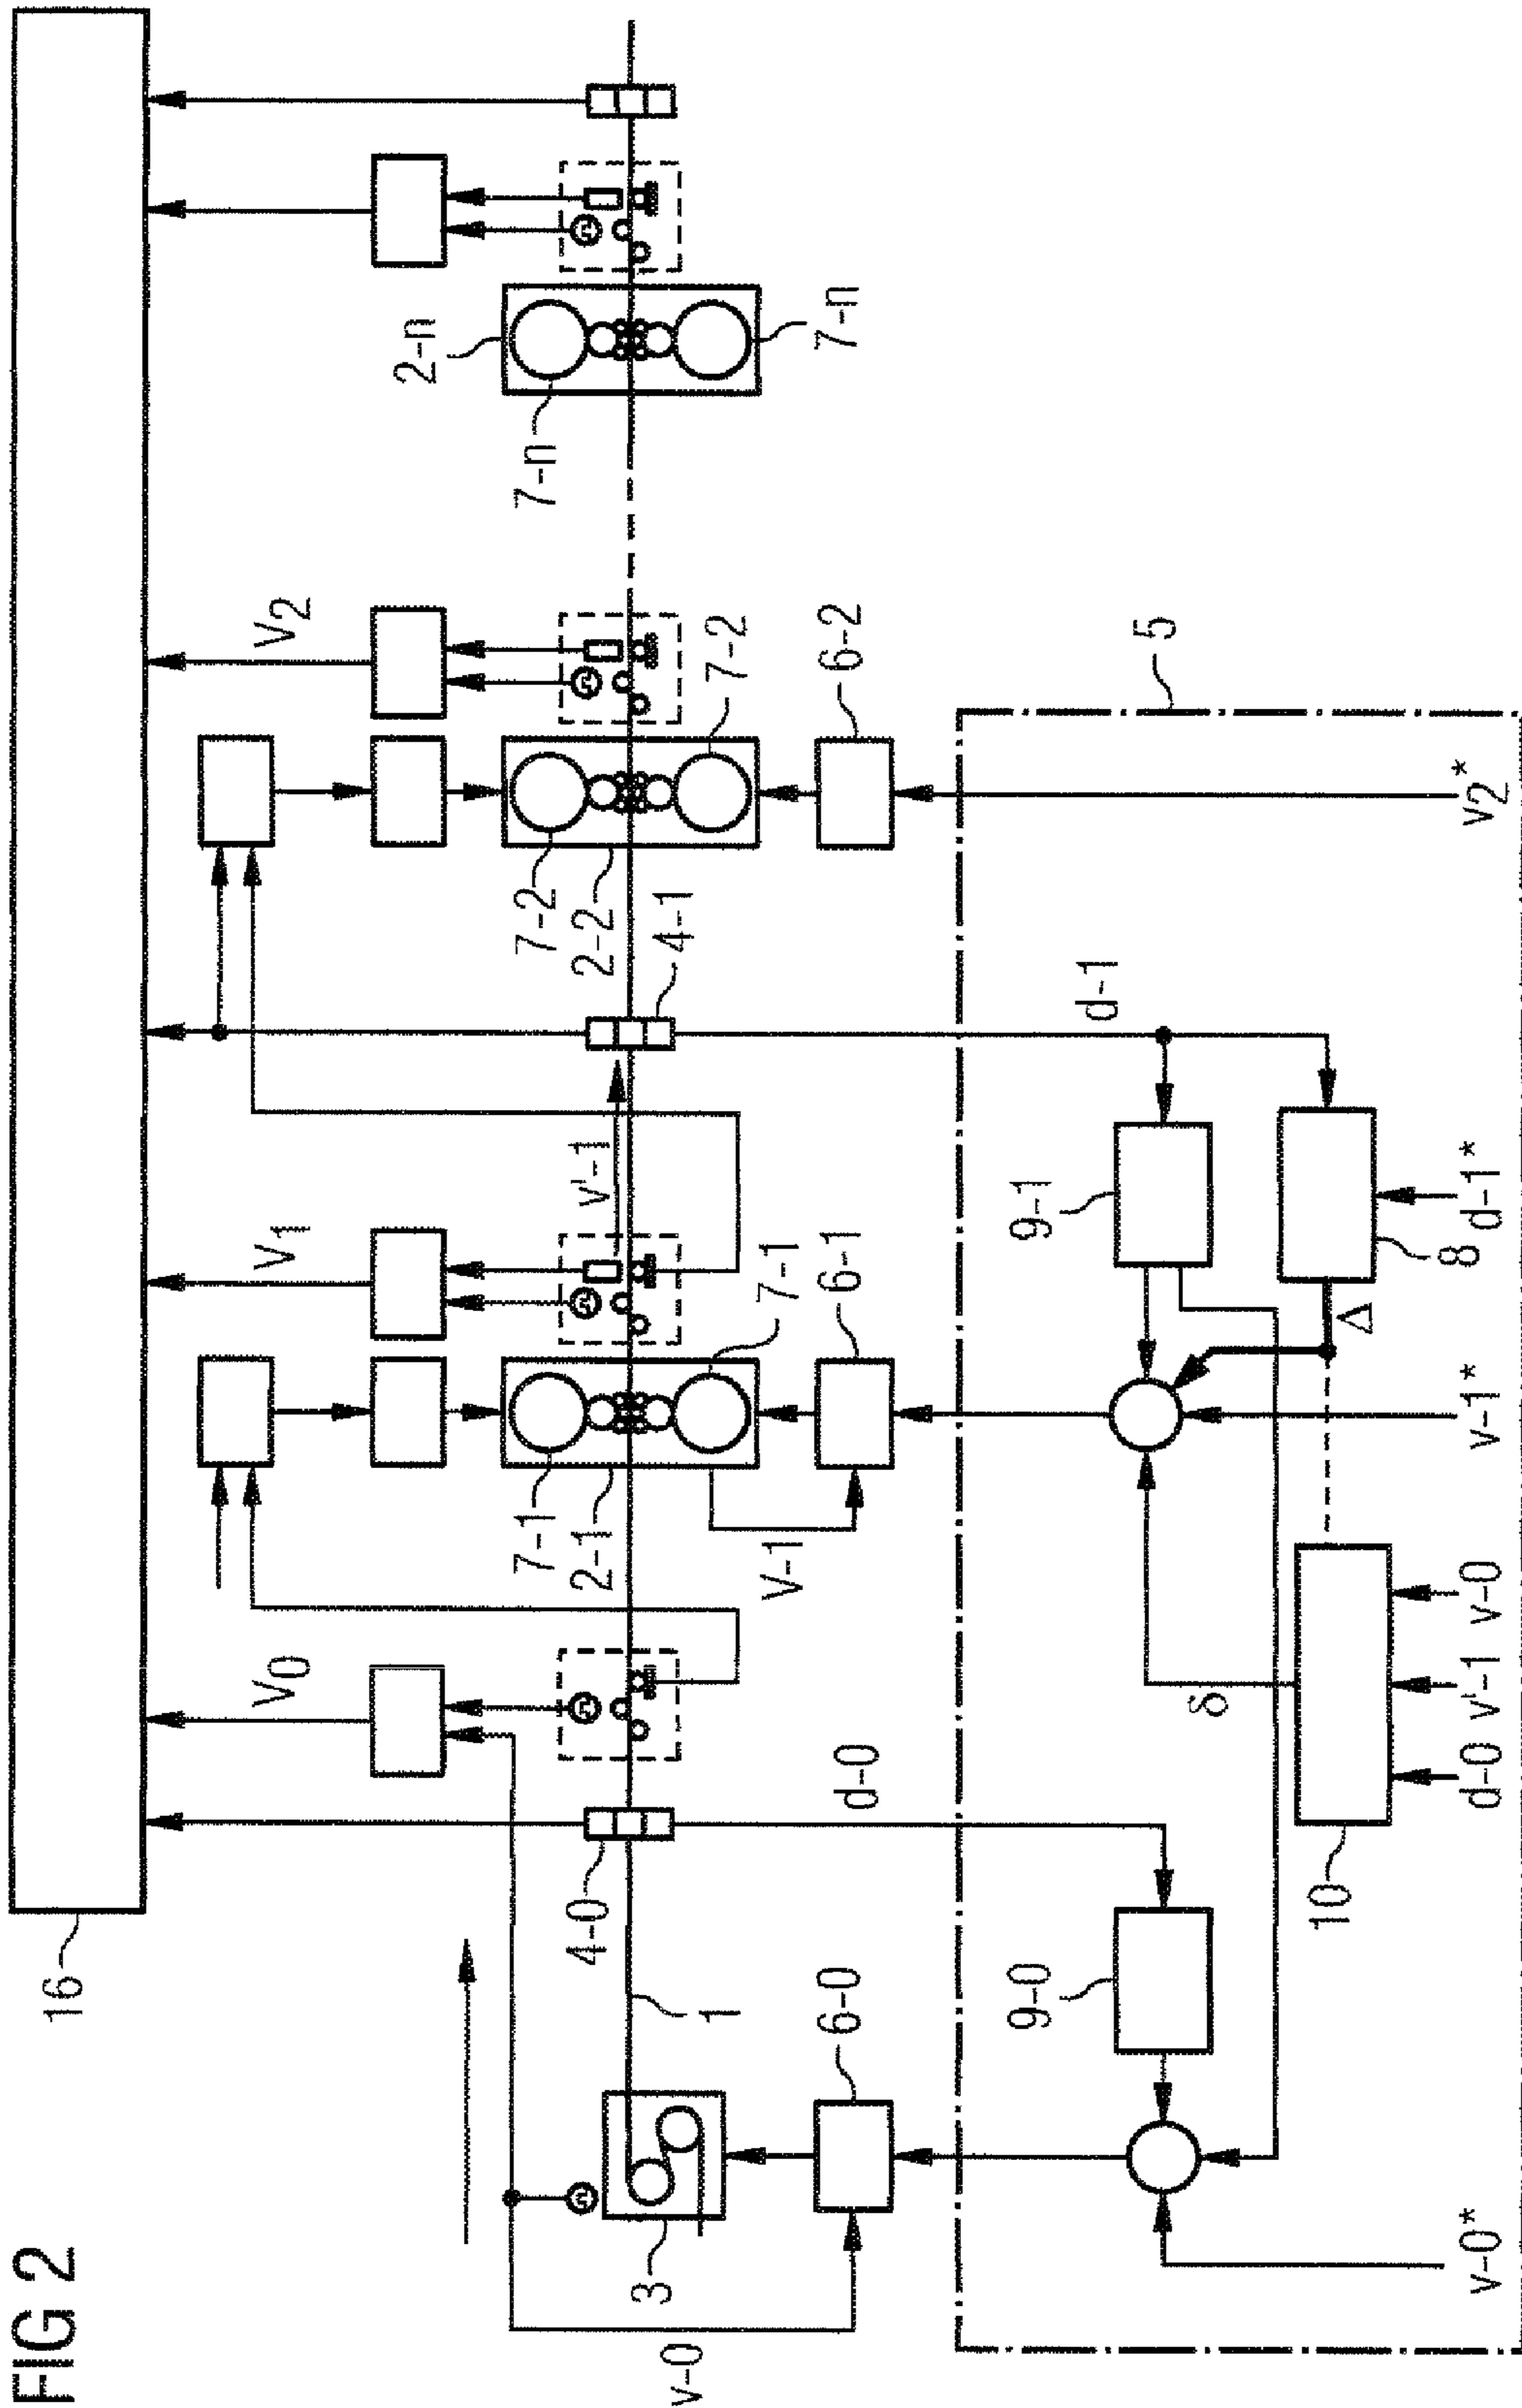 FIG 2
16
V0
V1
V2
v-0
3
1
4-0
d-0
7-1
2-1
V-1
7-1
v'-1
7-2
2-2
4-1
7-2
7-n
2-n
7-n
6-0
6-1
6-2
5
d-1
9-0
9-1
8
Δ
δ
10
v-0*
d-0
v'-1
v-0
v-1*
d-1*
v2*